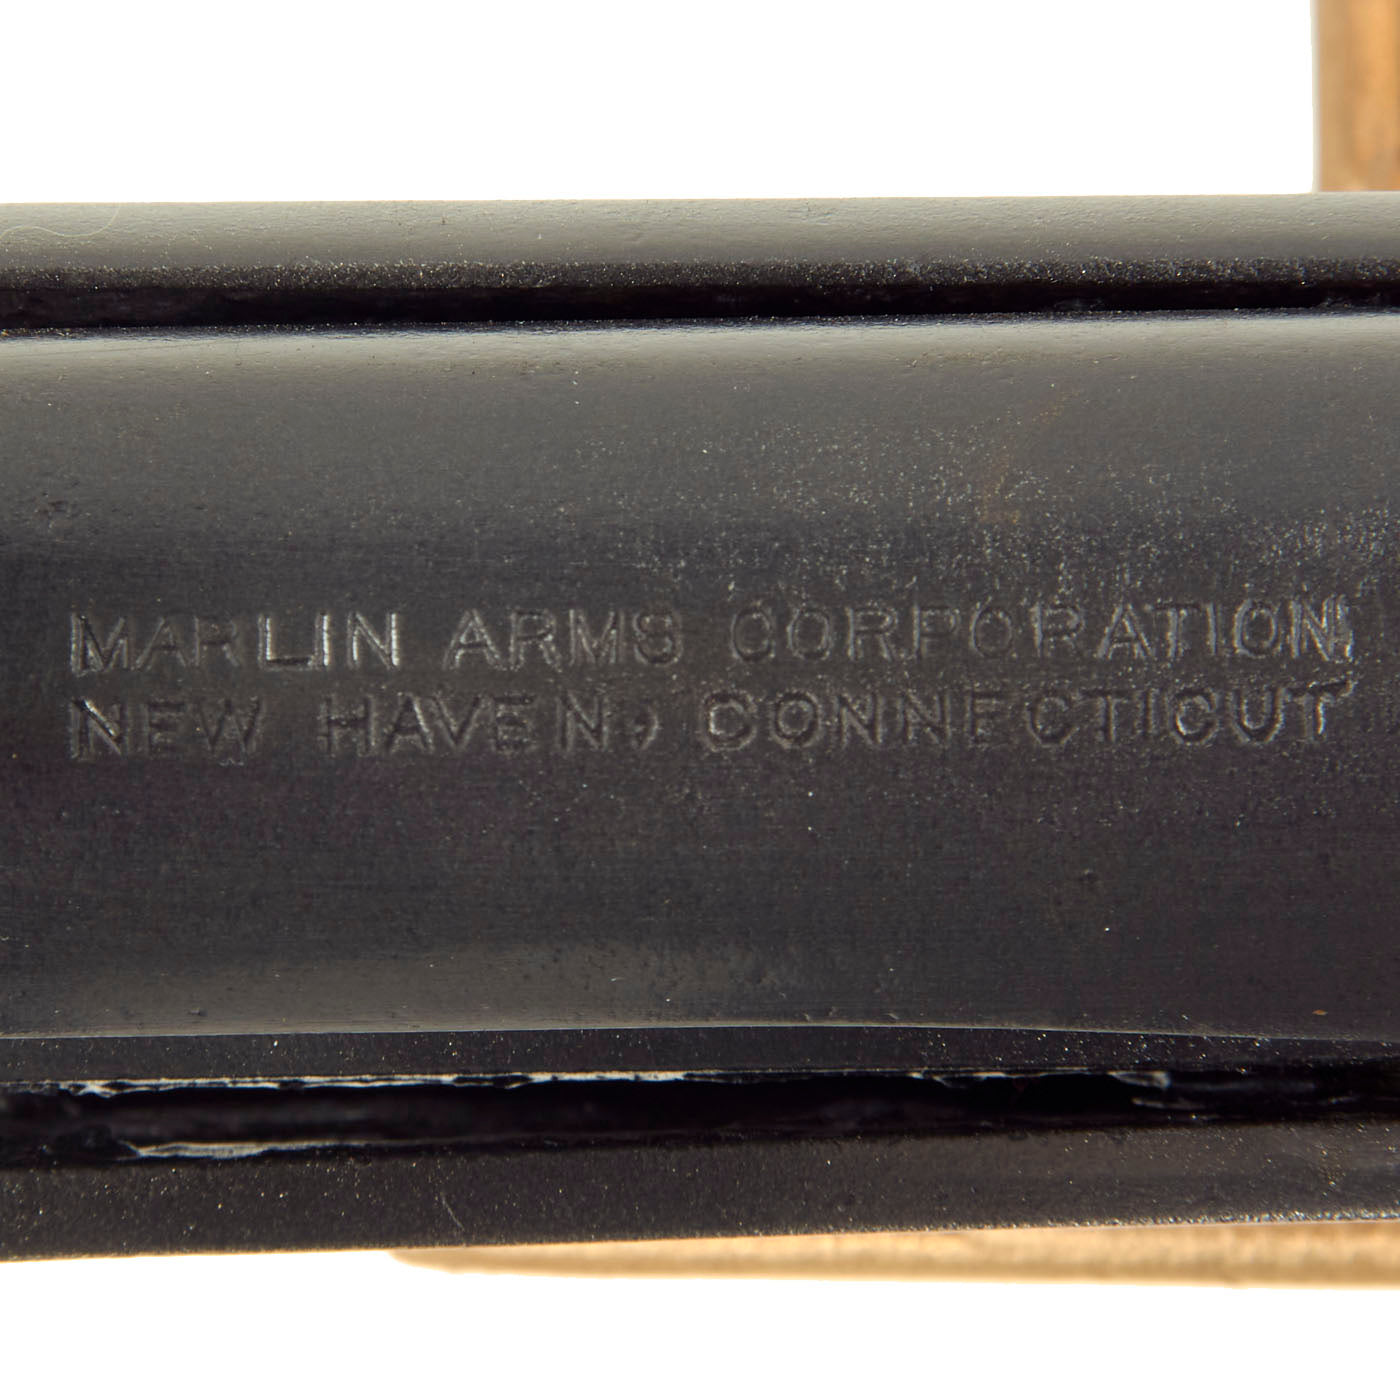 MARLIN ARMS CORPORATION,
NEW HAVEN, CONNECTICUT